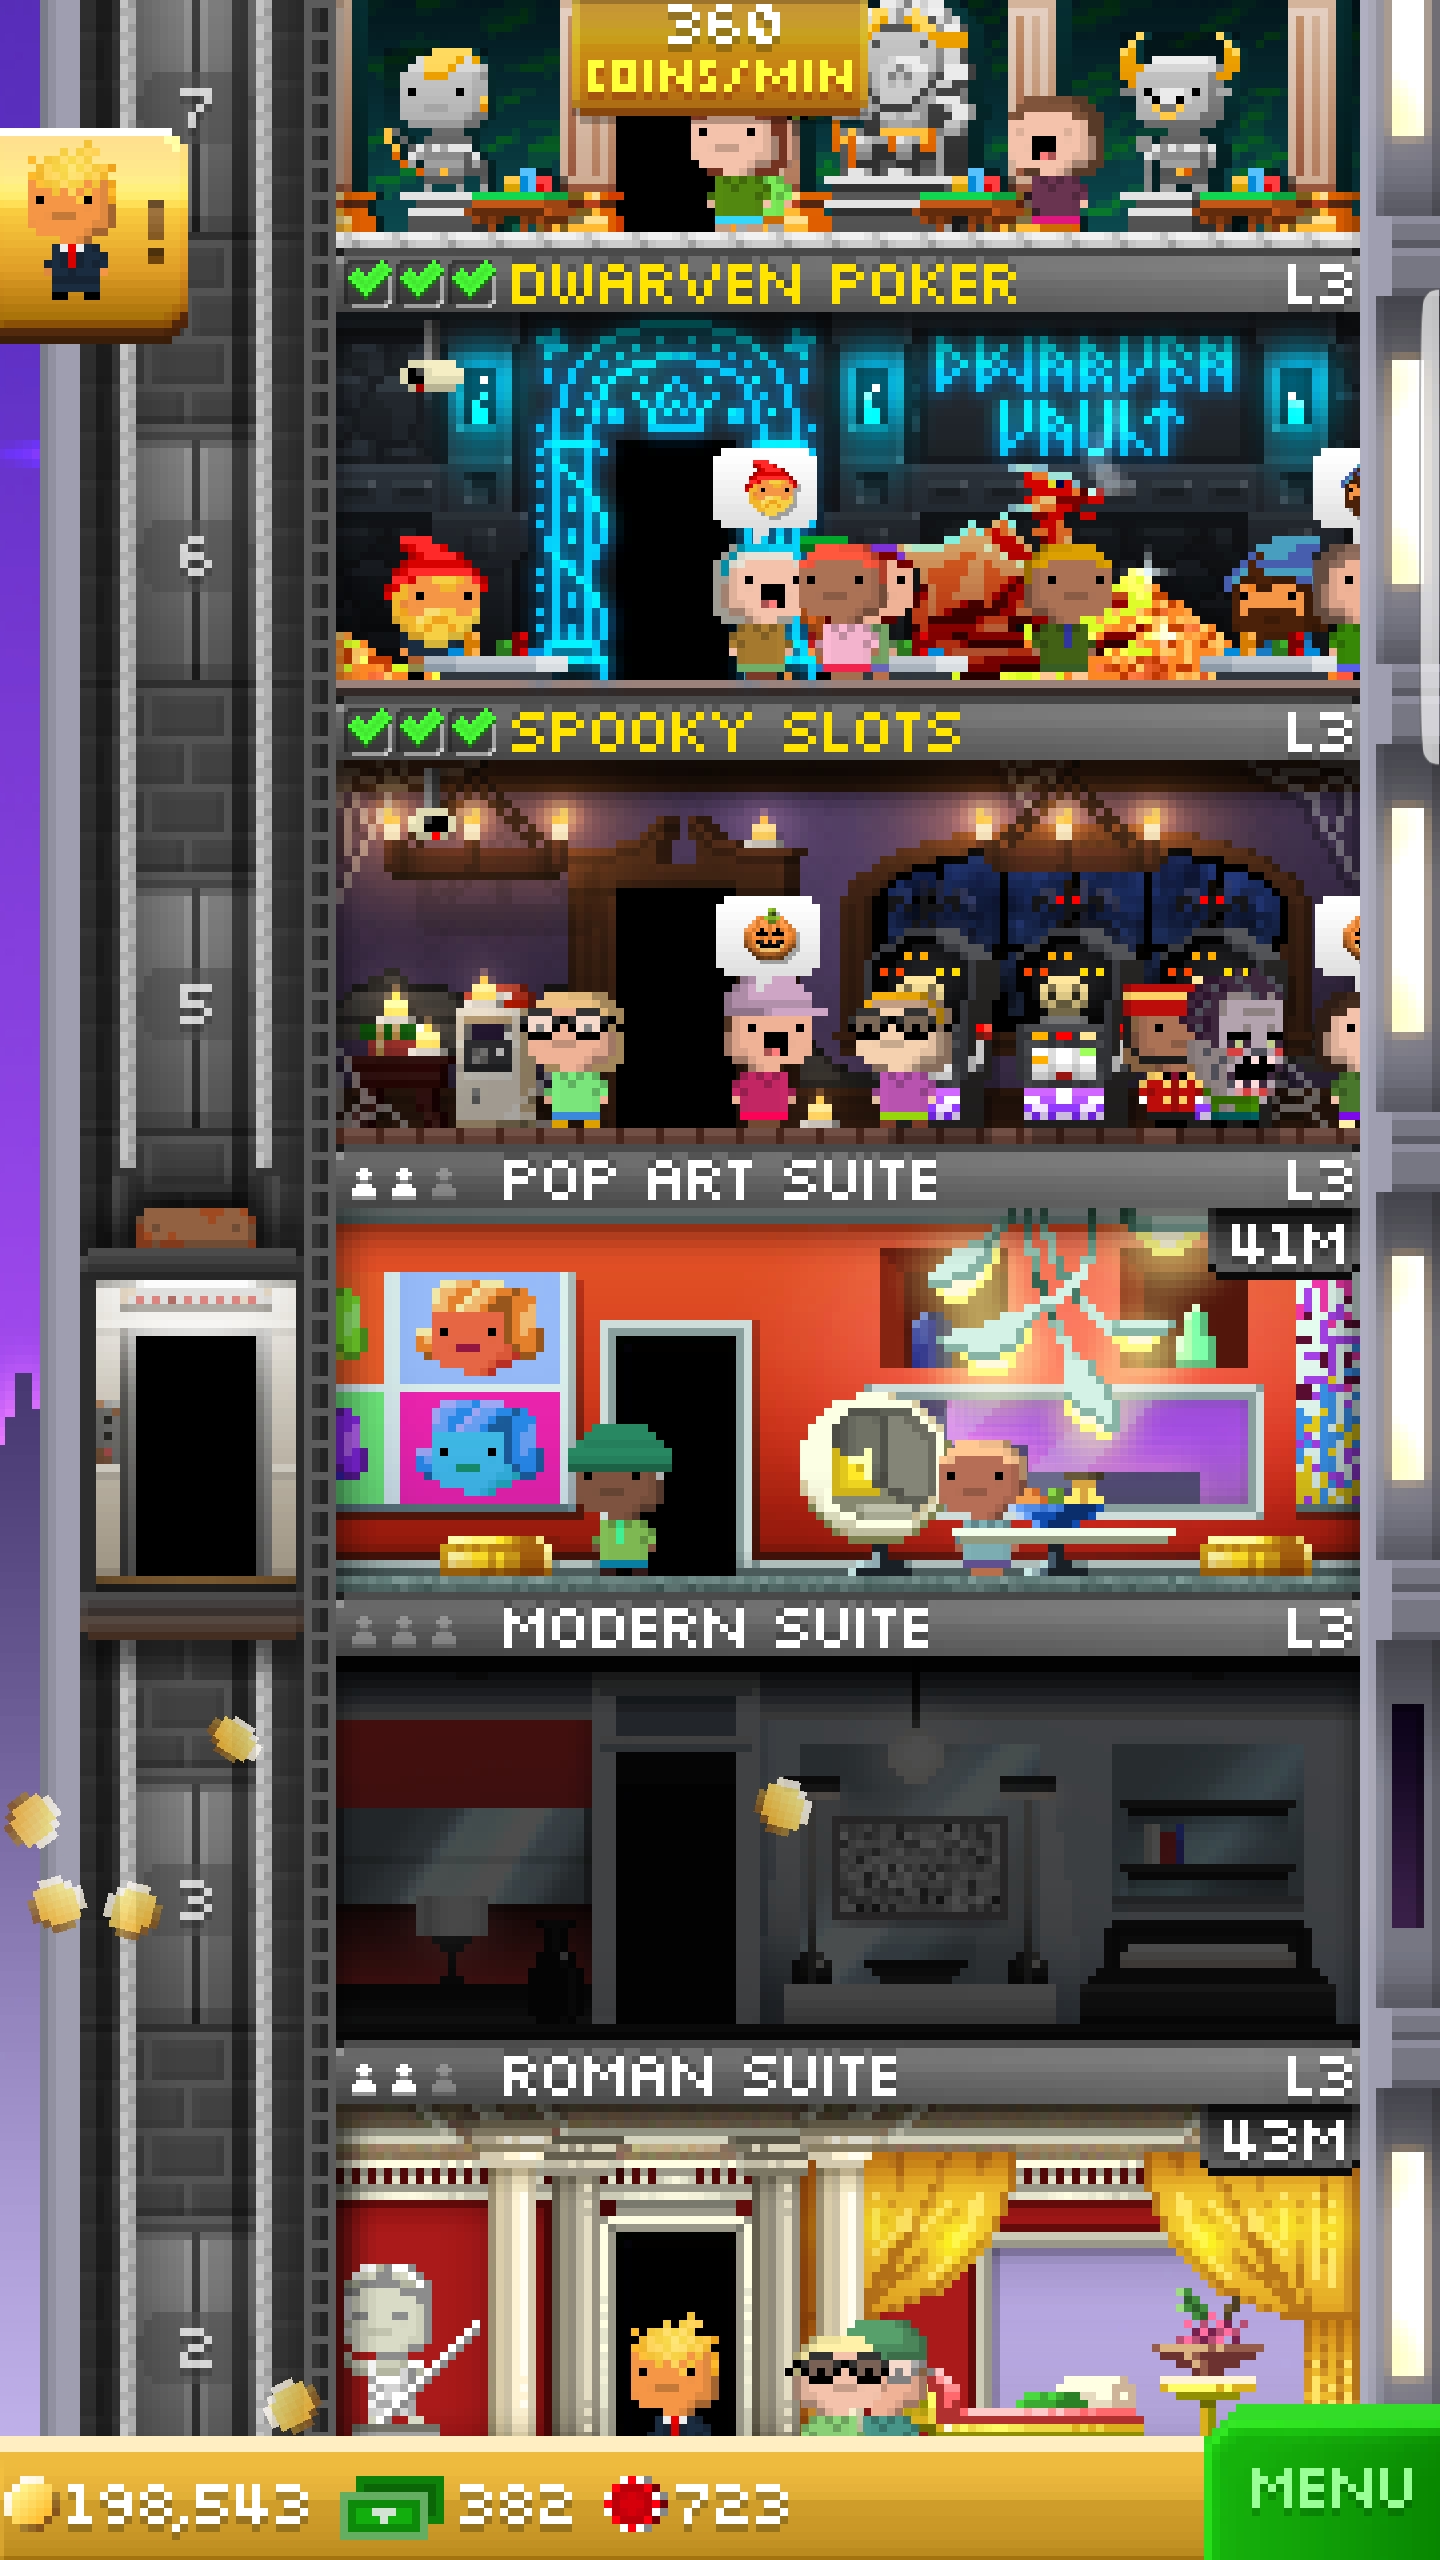 360
COINS/MIN
7
DWARVEN POKER
L3
DWARVEN
VAULT
6
SPOOKY SLOTS
L3
5
POP ART SUITE
L3
41M
MODERN SUITE
L3
3
ROMAN SUITE
L3
43M
2
198,543
382
723
MENU